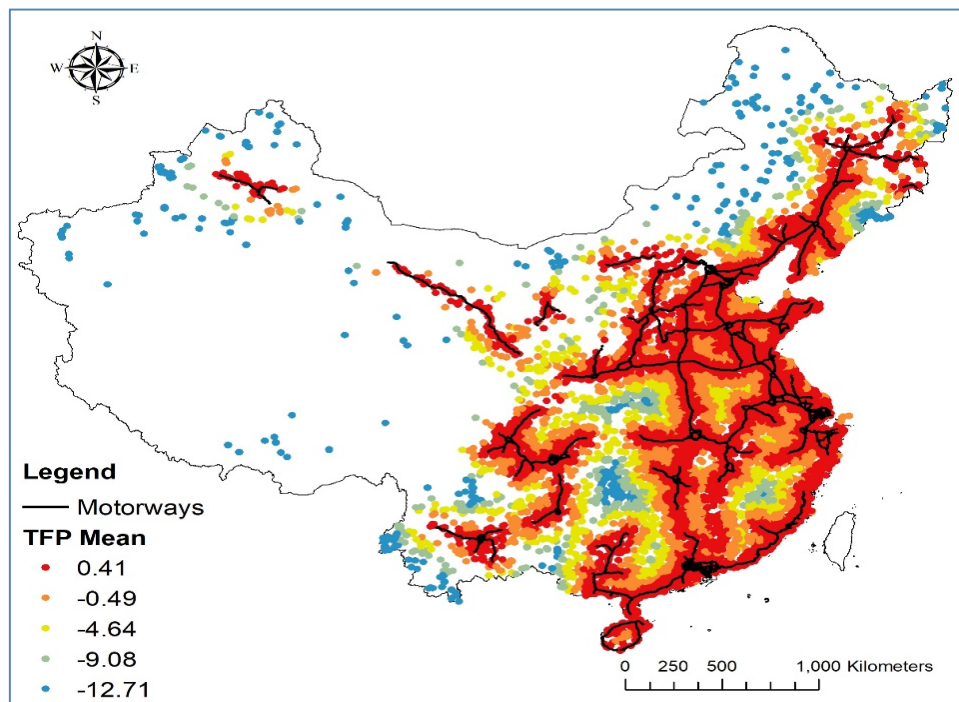 N
W E
S
Legend
Motorways
TFP Mean
0.41
-0.49
-4.64
-9.08
-12.71
0 250 500 1,000 Kilometers